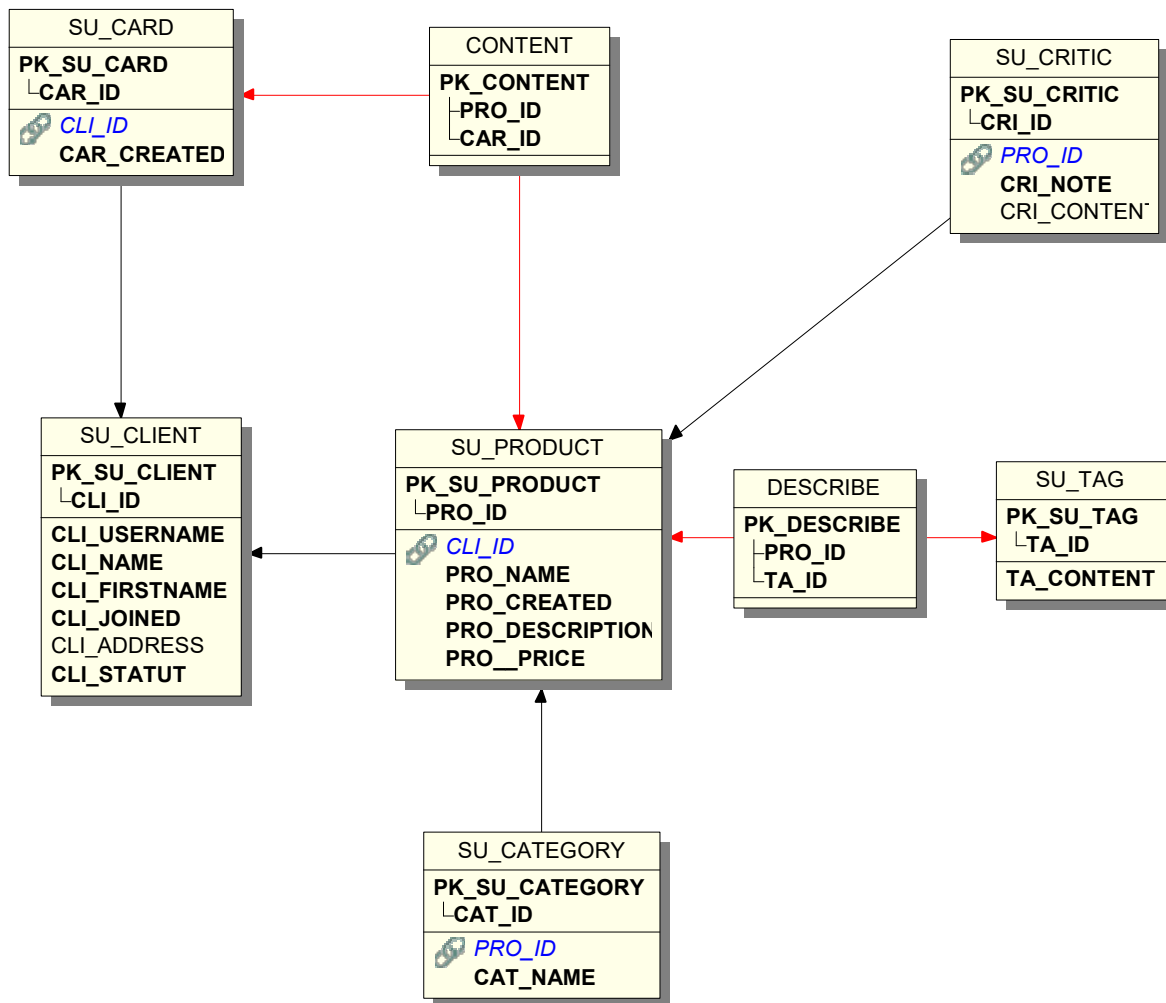 SU_CARD
PK_SU_CARD
CAR_ID
CLI_ID
CAR_CREATED
CONTENT
PK_CONTENT
PRO_ID
CAR_ID
SU_CRITIC
PK_SU_CRITIC
CRI_ID
PRO_ID
CRI_NOTE
CRI_CONTENT
SU_CLIENT
PK_SU_CLIENT
CLI_ID
CLI_USERNAME
CLI_NAME
CLI_FIRSTNAME
CLI_JOINED
CLI_ADDRESS
CLI_STATUT
SU_PRODUCT
PK_SU_PRODUCT
PRO_ID
CLI_ID
PRO_NAME
PRO_CREATED
PRO_DESCRIPTION
PRO__PRICE
DESCRIBE
PK_DESCRIBE
PRO_ID
TA_ID
SU_TAG
PK_SU_TAG
TA_ID
TA_CONTENT
SU_CATEGORY
PK_SU_CATEGORY
CAT_ID
PRO_ID
CAT_NAME